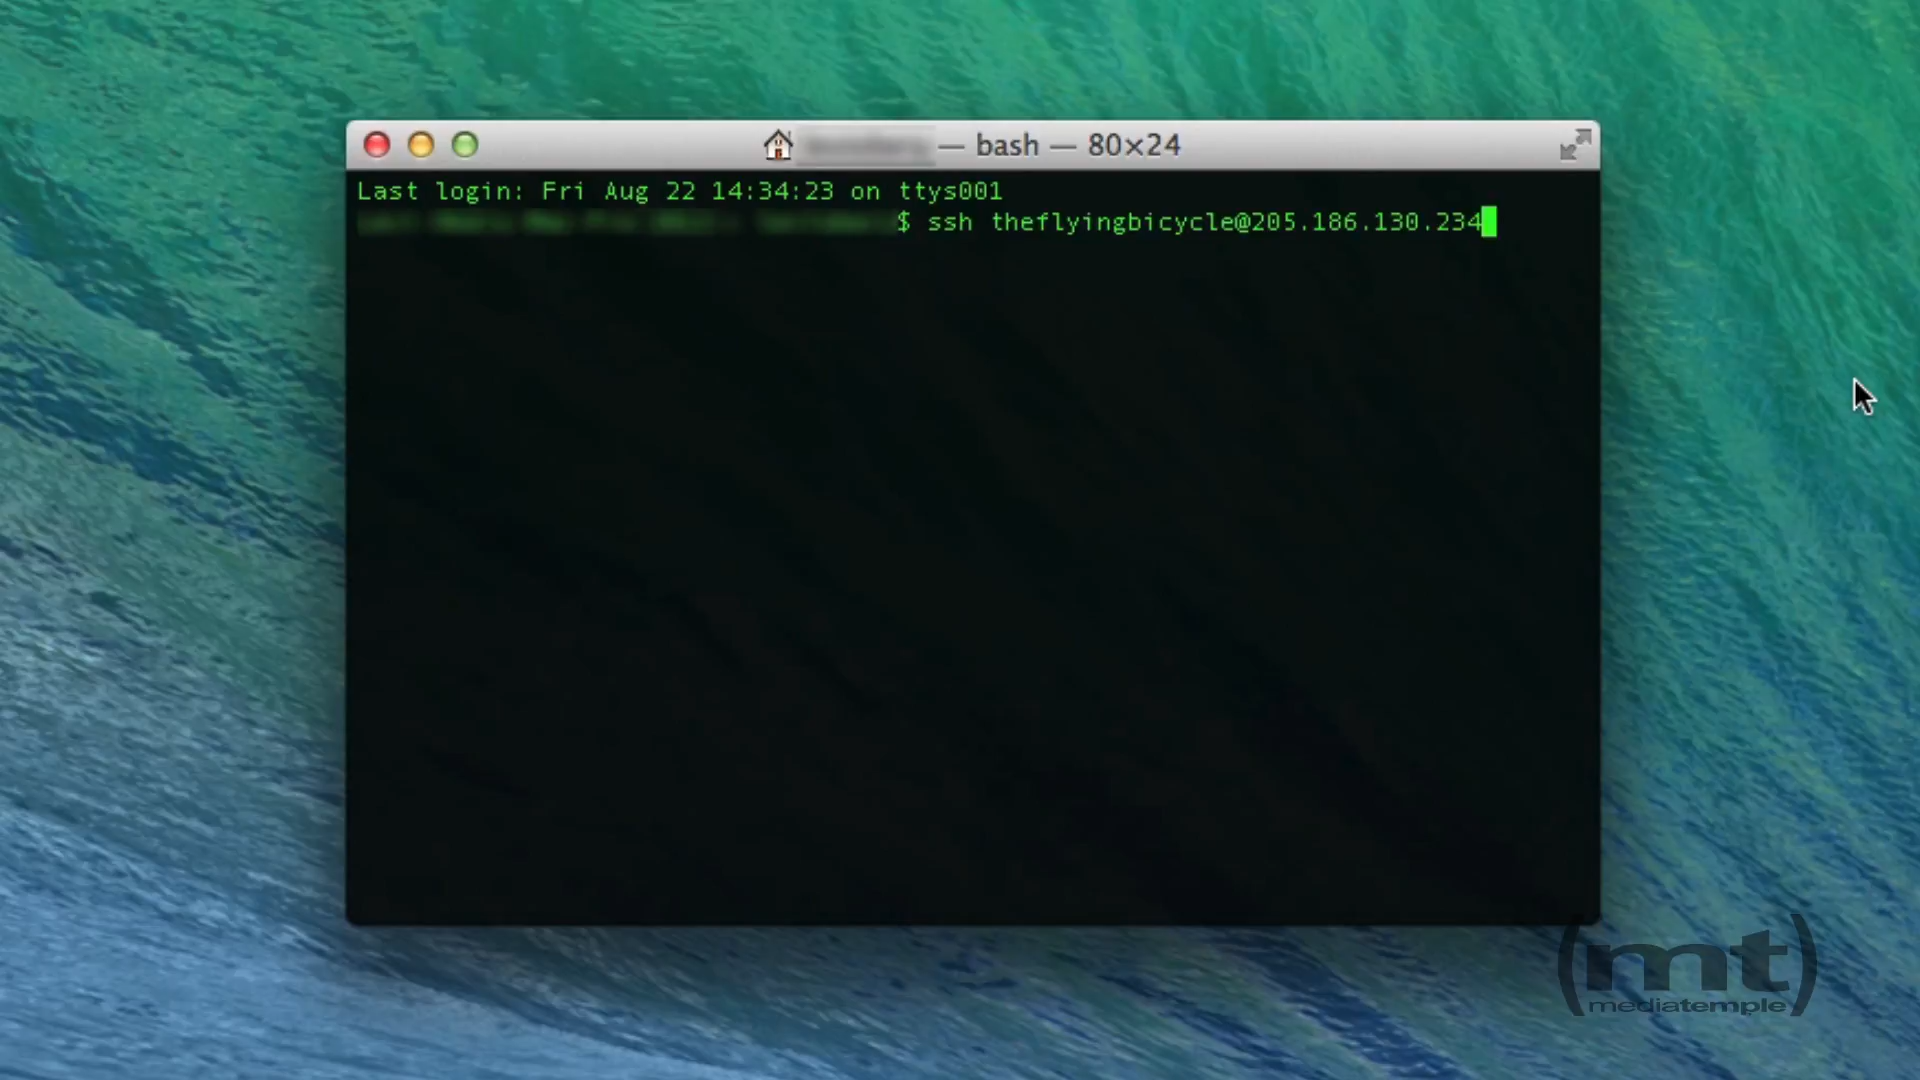 — bash — 80×24
Last login: Fri Aug 22 14:34:23 on ttys001
$ ssh theflyingbicycle@205.186.130.234
(mt)
mediatemple